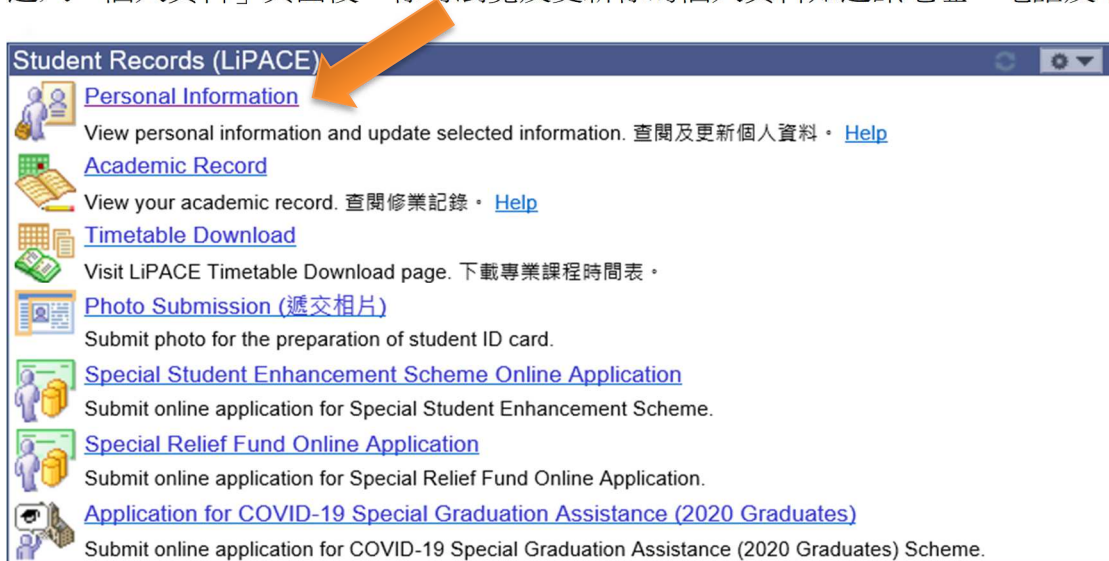 Student Records (LiPACE)
Personal Information
View personal information and update selected information. 查閱及更新個人資料。 Help
Academic Record
View your academic record. 查閱修業記錄。 Help
Timetable Download
Visit LiPACE Timetable Download page. 下載專業課程時間表。
Photo Submission (遞交相片)
Submit photo for the preparation of student ID card.
Special Student Enhancement Scheme Online Application
Submit online application for Special Student Enhancement Scheme.
Special Relief Fund Online Application
Submit online application for Special Relief Fund Online Application.
Application for COVID-19 Special Graduation Assistance (2020 Graduates)
Submit online application for COVID-19 Special Graduation Assistance (2020 Graduates) Scheme.